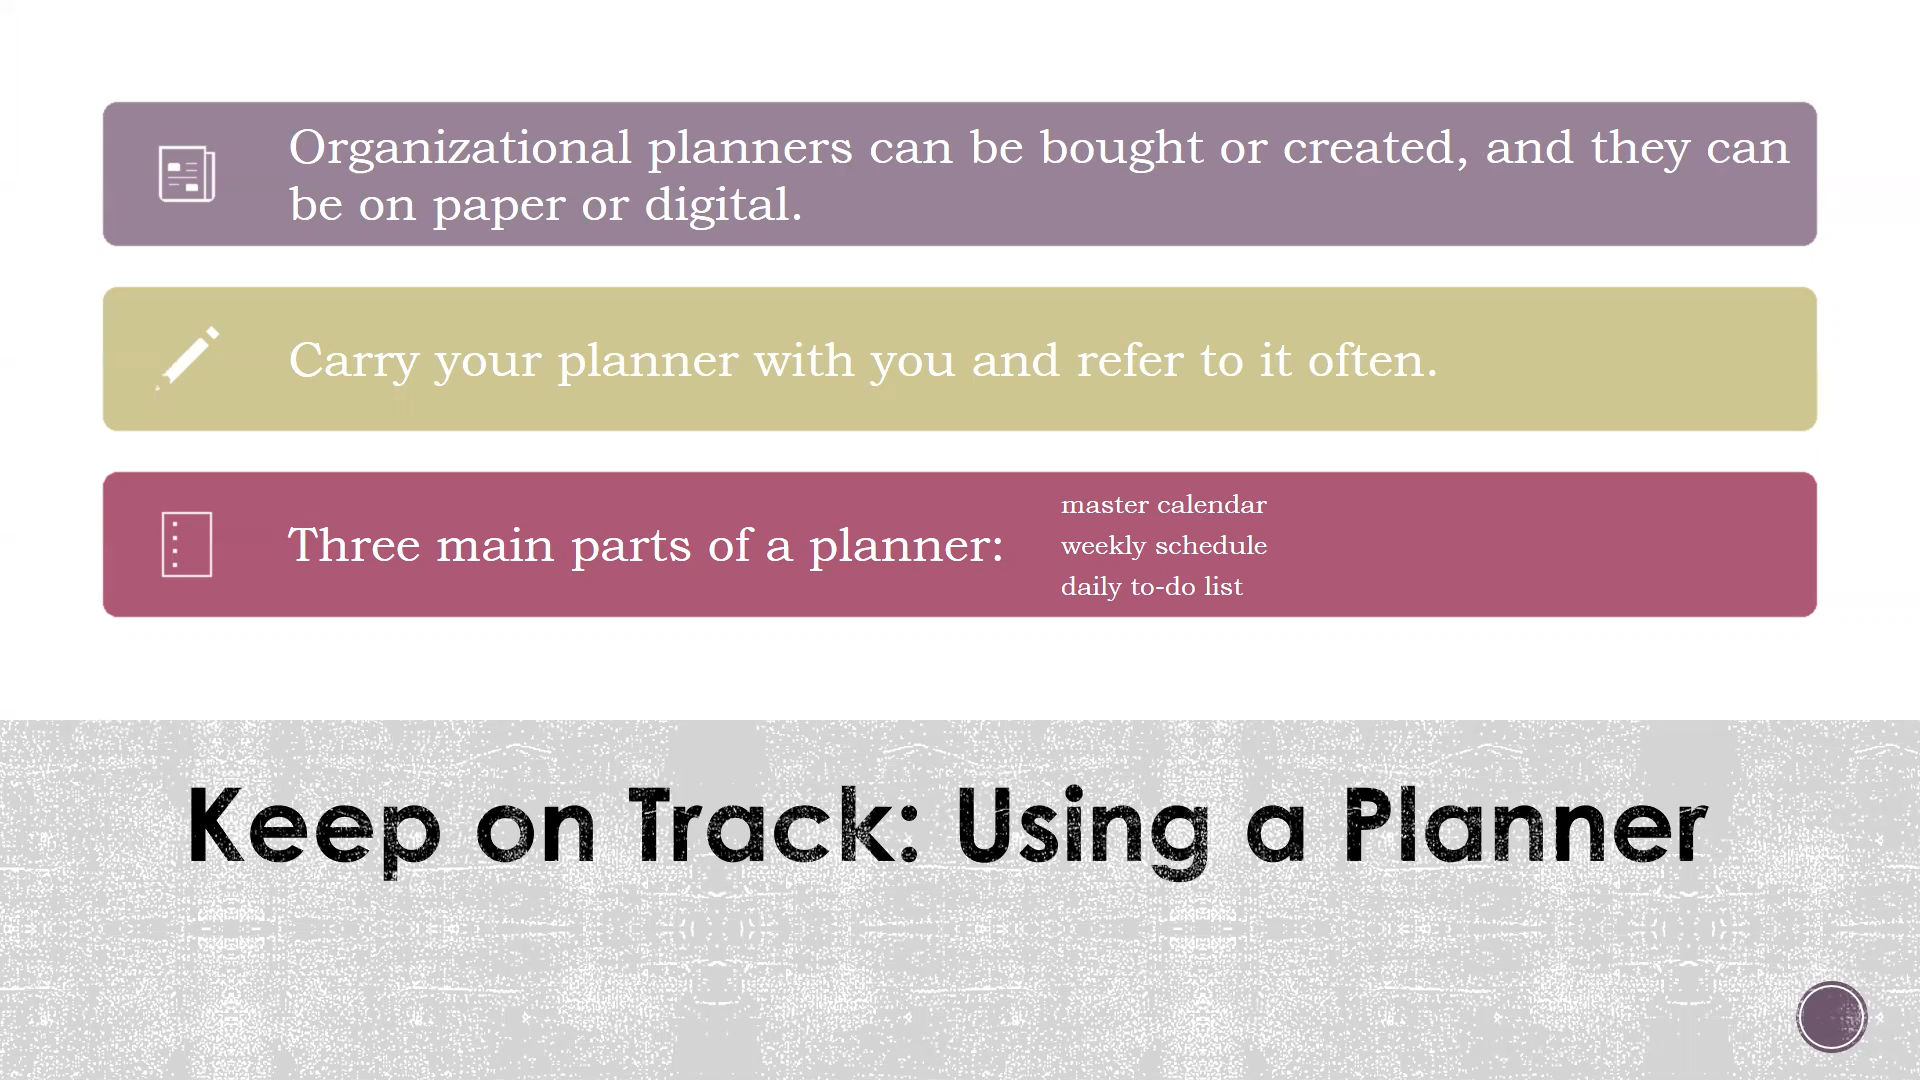 Organizational planners can be bought or created, and they can
be on paper or digital.
Carry your planner with you and refer to it often.
Three main parts of a planner:
master calendar
weekly schedule
daily to-do list
Keep on Track: Using a Planner